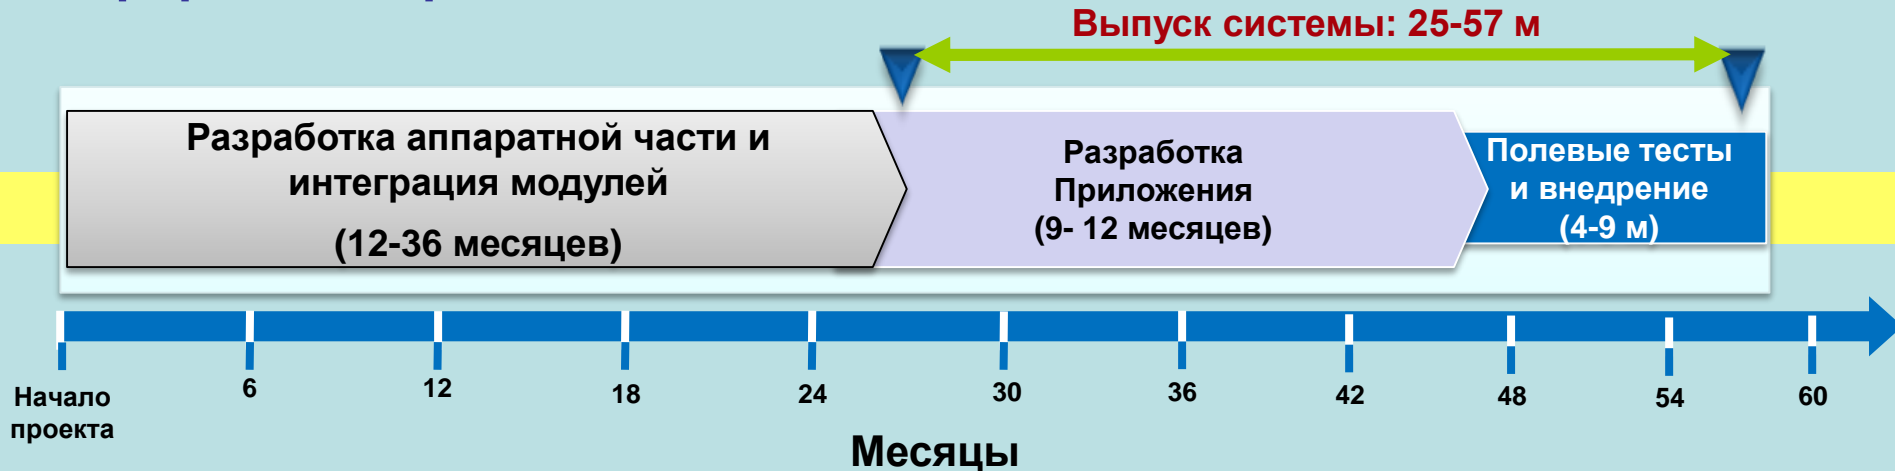 Выпуск системы: 25-57 м
Разработка аппаратной части и
интеграция модулей
(12-36 месяцев)
Разработка
Приложения
(9- 12 месяцев)
Полевые тесты
и внедрение
(4-9 м)
Начало
проекта
6
12
18
24
30
36
42
48
54
60
Месяцы